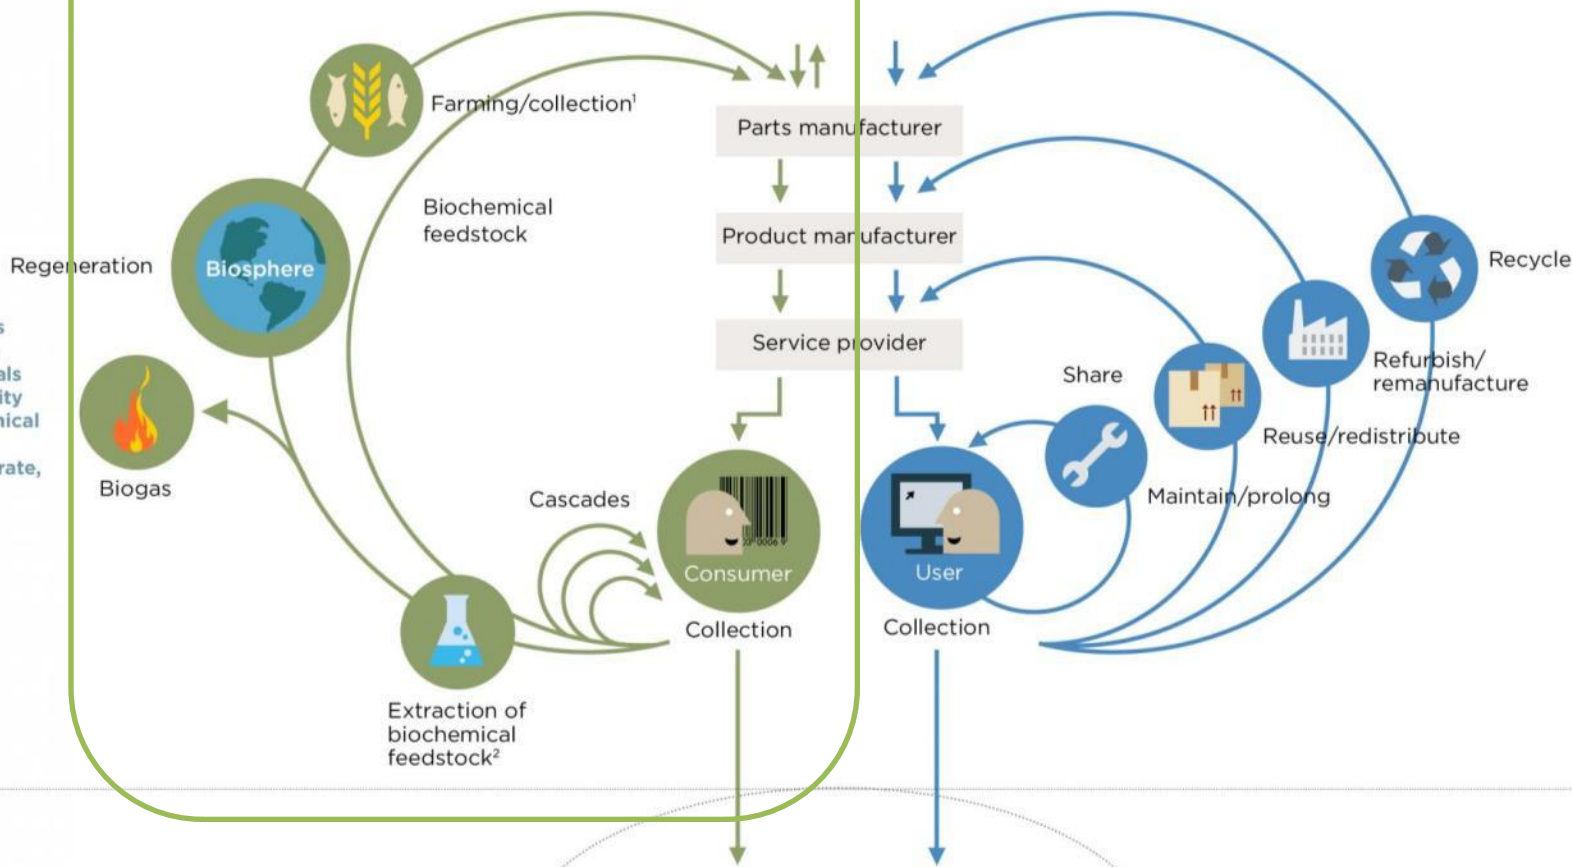 Farming/collection¹
Parts manufacturer
Biochemical
feedstock
Product manufacturer
Regeneration
Biosphere
Recycle
Service provider
Share
Refurbish/
remanufacture
rate,
Reuse/redistribute
Biogas
Cascades
Maintain/prolong
Consumer
User
Collection
Collection
Extraction of
biochemical
feedstock²